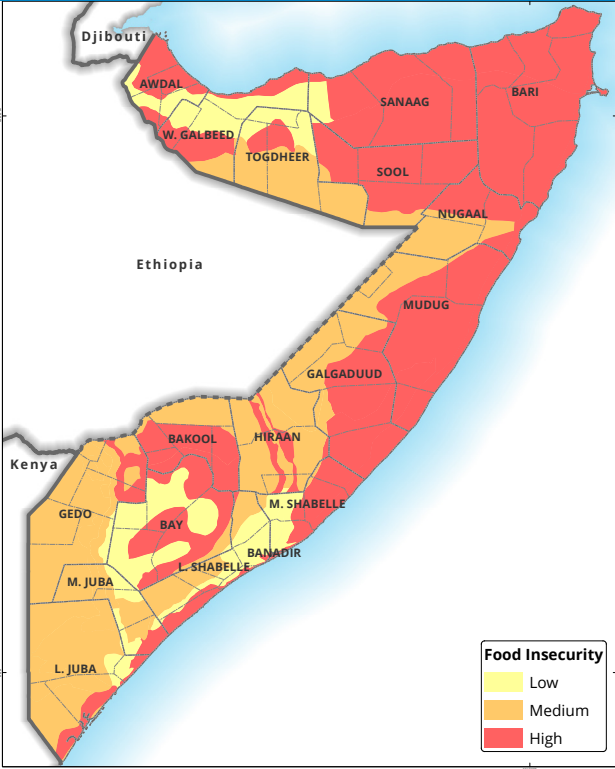 Djibouti
AWDAL
SANAAG
BARI
W. GALBEED
TOGDHEER
SOOL
NUGAAL
Ethiopia
MUDUG
GALGADUUD
BAKOOL
HIRAAN
Kenya
M. SHABELLE
GEDO
BAY
BANADIR
L. SHABELLE
M. JUBA
L. JUBA
Food Insecurity
Low
Medium
High